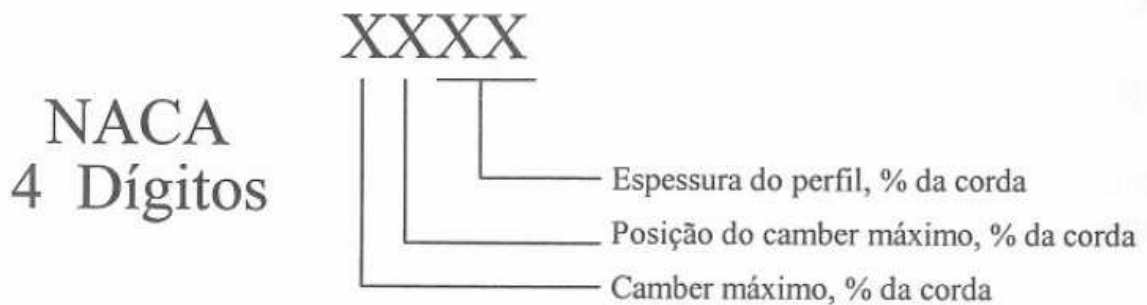 XXXX
NACA
4 Dígitos
Espessura do perfil, % da corda
Posição do camber máximo, % da corda
Camber máximo, % da corda